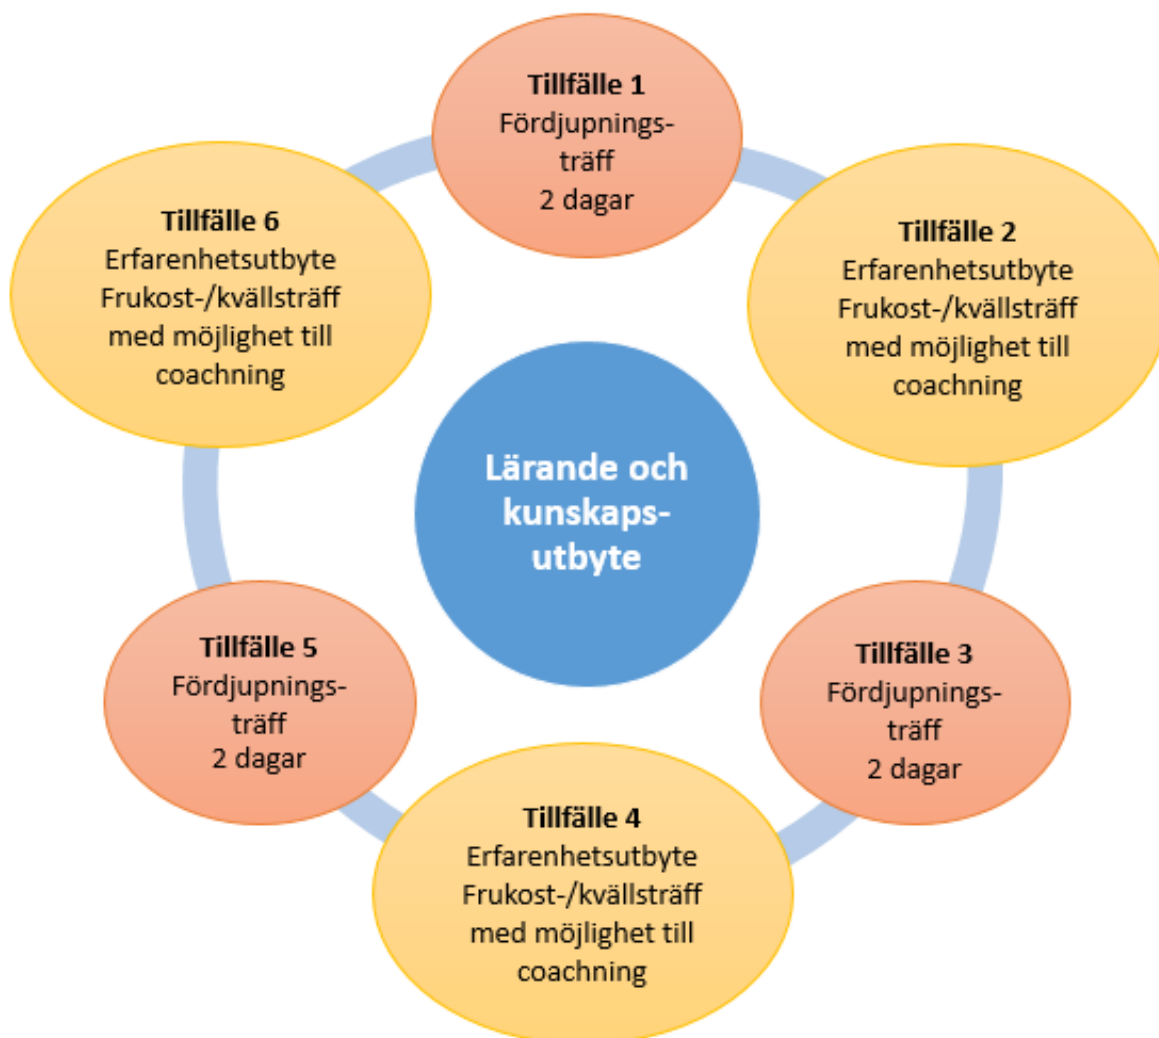 Tillfälle 1
Fördjupnings-
träff
2 dagar
Tillfälle 2
Erfarenhetsutbyte
Frukost-/kvällsträff
med möjlighet till
coachning
Tillfälle 3
Fördjupnings-
träff
2 dagar
Tillfälle 4
Erfarenhetsutbyte
Frukost-/kvällsträff
med möjlighet till
coachning
Tillfälle 5
Fördjupnings-
träff
2 dagar
Tillfälle 6
Erfarenhetsutbyte
Frukost-/kvällsträff
med möjlighet till
coachning
Lärande och
kunskaps-
utbyte